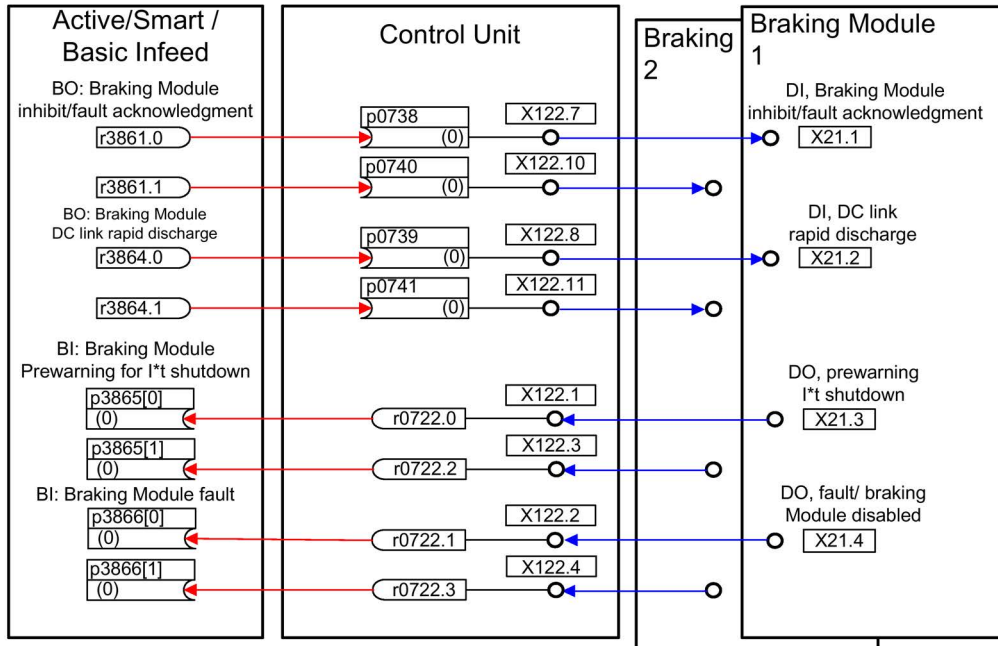 Active/Smart /
Basic Infeed
Control Unit
Braking
2
Braking Module
1
BO: Braking Module
inhibit/fault acknowledgment
DI, Braking Module
inhibit/fault acknowledgment
r3861.0
p0738
(0)
X122.7
X21.1
r3861.1
p0740
(0)
X122.10
BO: Braking Module
DC link rapid discharge
DI, DC link
rapid discharge
r3864.0
p0739
(0)
X122.8
X21.2
r3864.1
p0741
(0)
X122.11
BI: Braking Module
Prewarning for I*t shutdown
DO, prewarning
I*t shutdown
p3865[0]
(0)
r0722.0
X122.1
X21.3
p3865[1]
(0)
r0722.2
X122.3
BI: Braking Module fault
DO, fault/ braking
Module disabled
p3866[0]
(0)
r0722.1
X122.2
X21.4
p3866[1]
(0)
r0722.3
X122.4